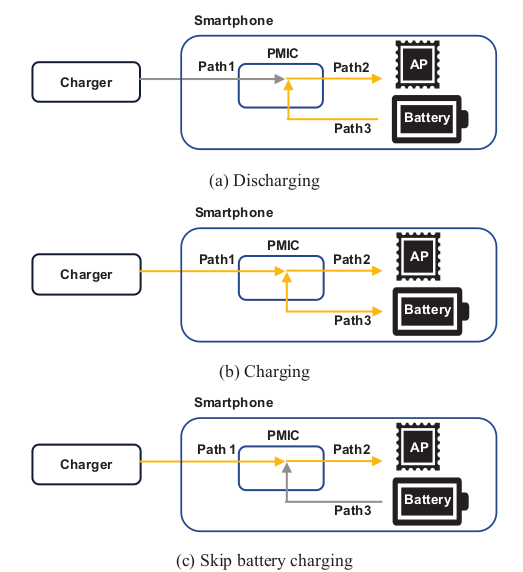 Smartphone
PMIC
Charger
Path1
Path2
AP
Battery
Path3
(a) Discharging
Smartphone
PMIC
Charger
Path1
Path2
AP
Battery
Path3
(b) Charging
Smartphone
PMIC
Charger
Path 1
Path2
AP
Battery
Path3
(c) Skip battery charging